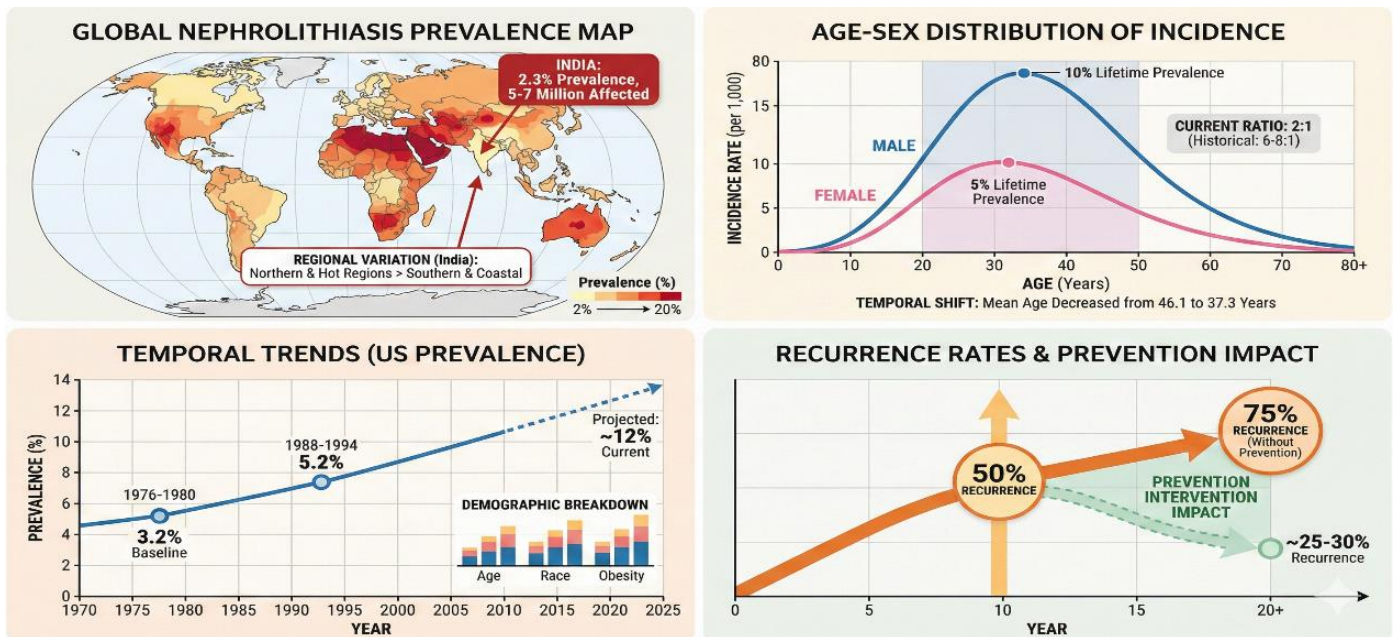 GLOBAL NEPHROLITHIASIS PREVALENCE MAP
INDIA:
2.3% Prevalence,
5-7 Million Affected
REGIONAL VARIATION (India):
Northern & Hot Regions > Southern & Coastal
Prevalence (%)
2% 20%
AGE-SEX DISTRIBUTION OF INCIDENCE
INCIDENCE RATE (per 1,000)
80
15
10
5
0
10% Lifetime Prevalence
MALE
CURRENT RATIO: 2:1
(Historical: 6-8:1)
FEMALE
5% Lifetime
Prevalence
0 10 20 30 40 50 60 70 80+
AGE (Years)
TEMPORAL SHIFT: Mean Age Decreased from 46.1 to 37.3 Years
TEMPORAL TRENDS (US PREVALENCE)
PREVALENCE (%)
14
12
10
8
6
4
2
0
1976-1980
3.2%
Baseline
1988-1994
5.2%
Projected:
~12%
Current
DEMOGRAPHIC BREAKDOWN
Age Race Obesity
1970 1975 1980 1985 1990 1995 2000 2005 2010 2015 2020 2025
YEAR
RECURRENCE RATES & PREVENTION IMPACT
75%
RECURRENCE
(Without
Prevention)
50%
RECURRENCE
PREVENTION
INTERVENTION
IMPACT
~25-30%
Recurrence
0 5 10 15 20+
YEAR